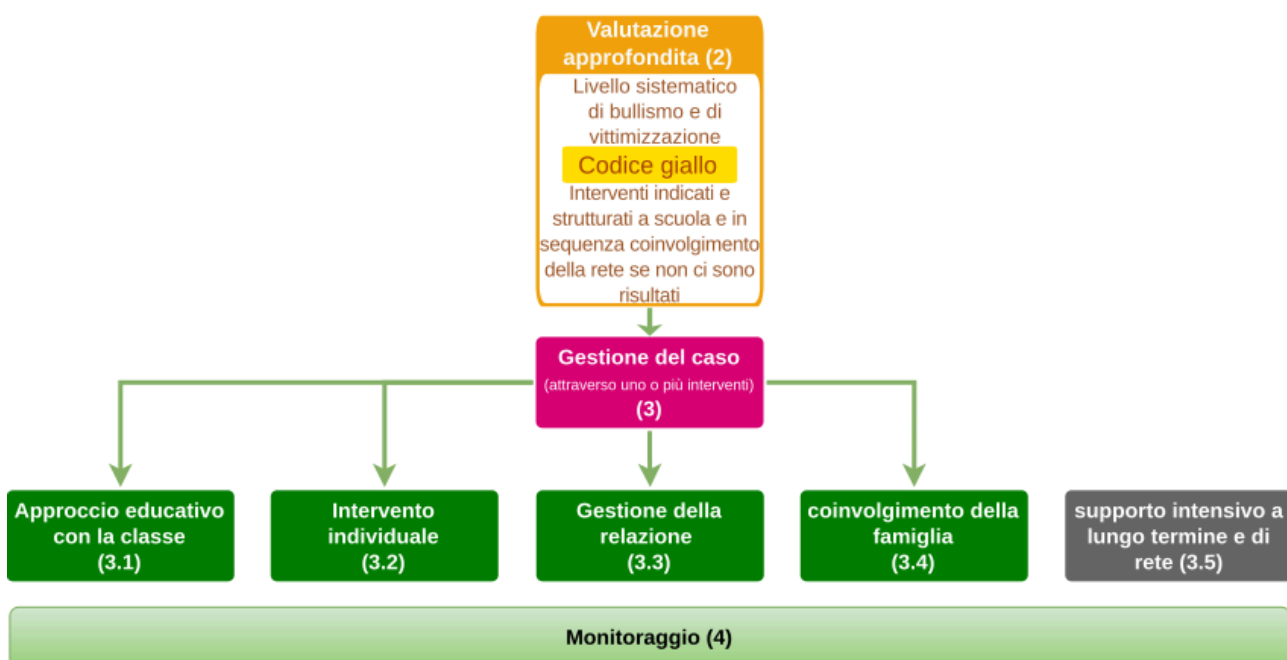 Valutazione
approfondita (2)
Livello sistematico
di bullismo e di
vittimizzazione
Codice giallo
Interventi indicati e
strutturati a scuola e in
sequenza coinvolgimento
della rete se non ci sono
risultati
Gestione del caso
(attraverso uno o più interventi)
(3)
Approccio educativo
con la classe
(3.1)
Intervento
individuale
(3.2)
Gestione della
relazione
(3.3)
coinvolgimento della
famiglia
(3.4)
supporto intensivo a
lungo termine e di
rete (3.5)
Monitoraggio (4)